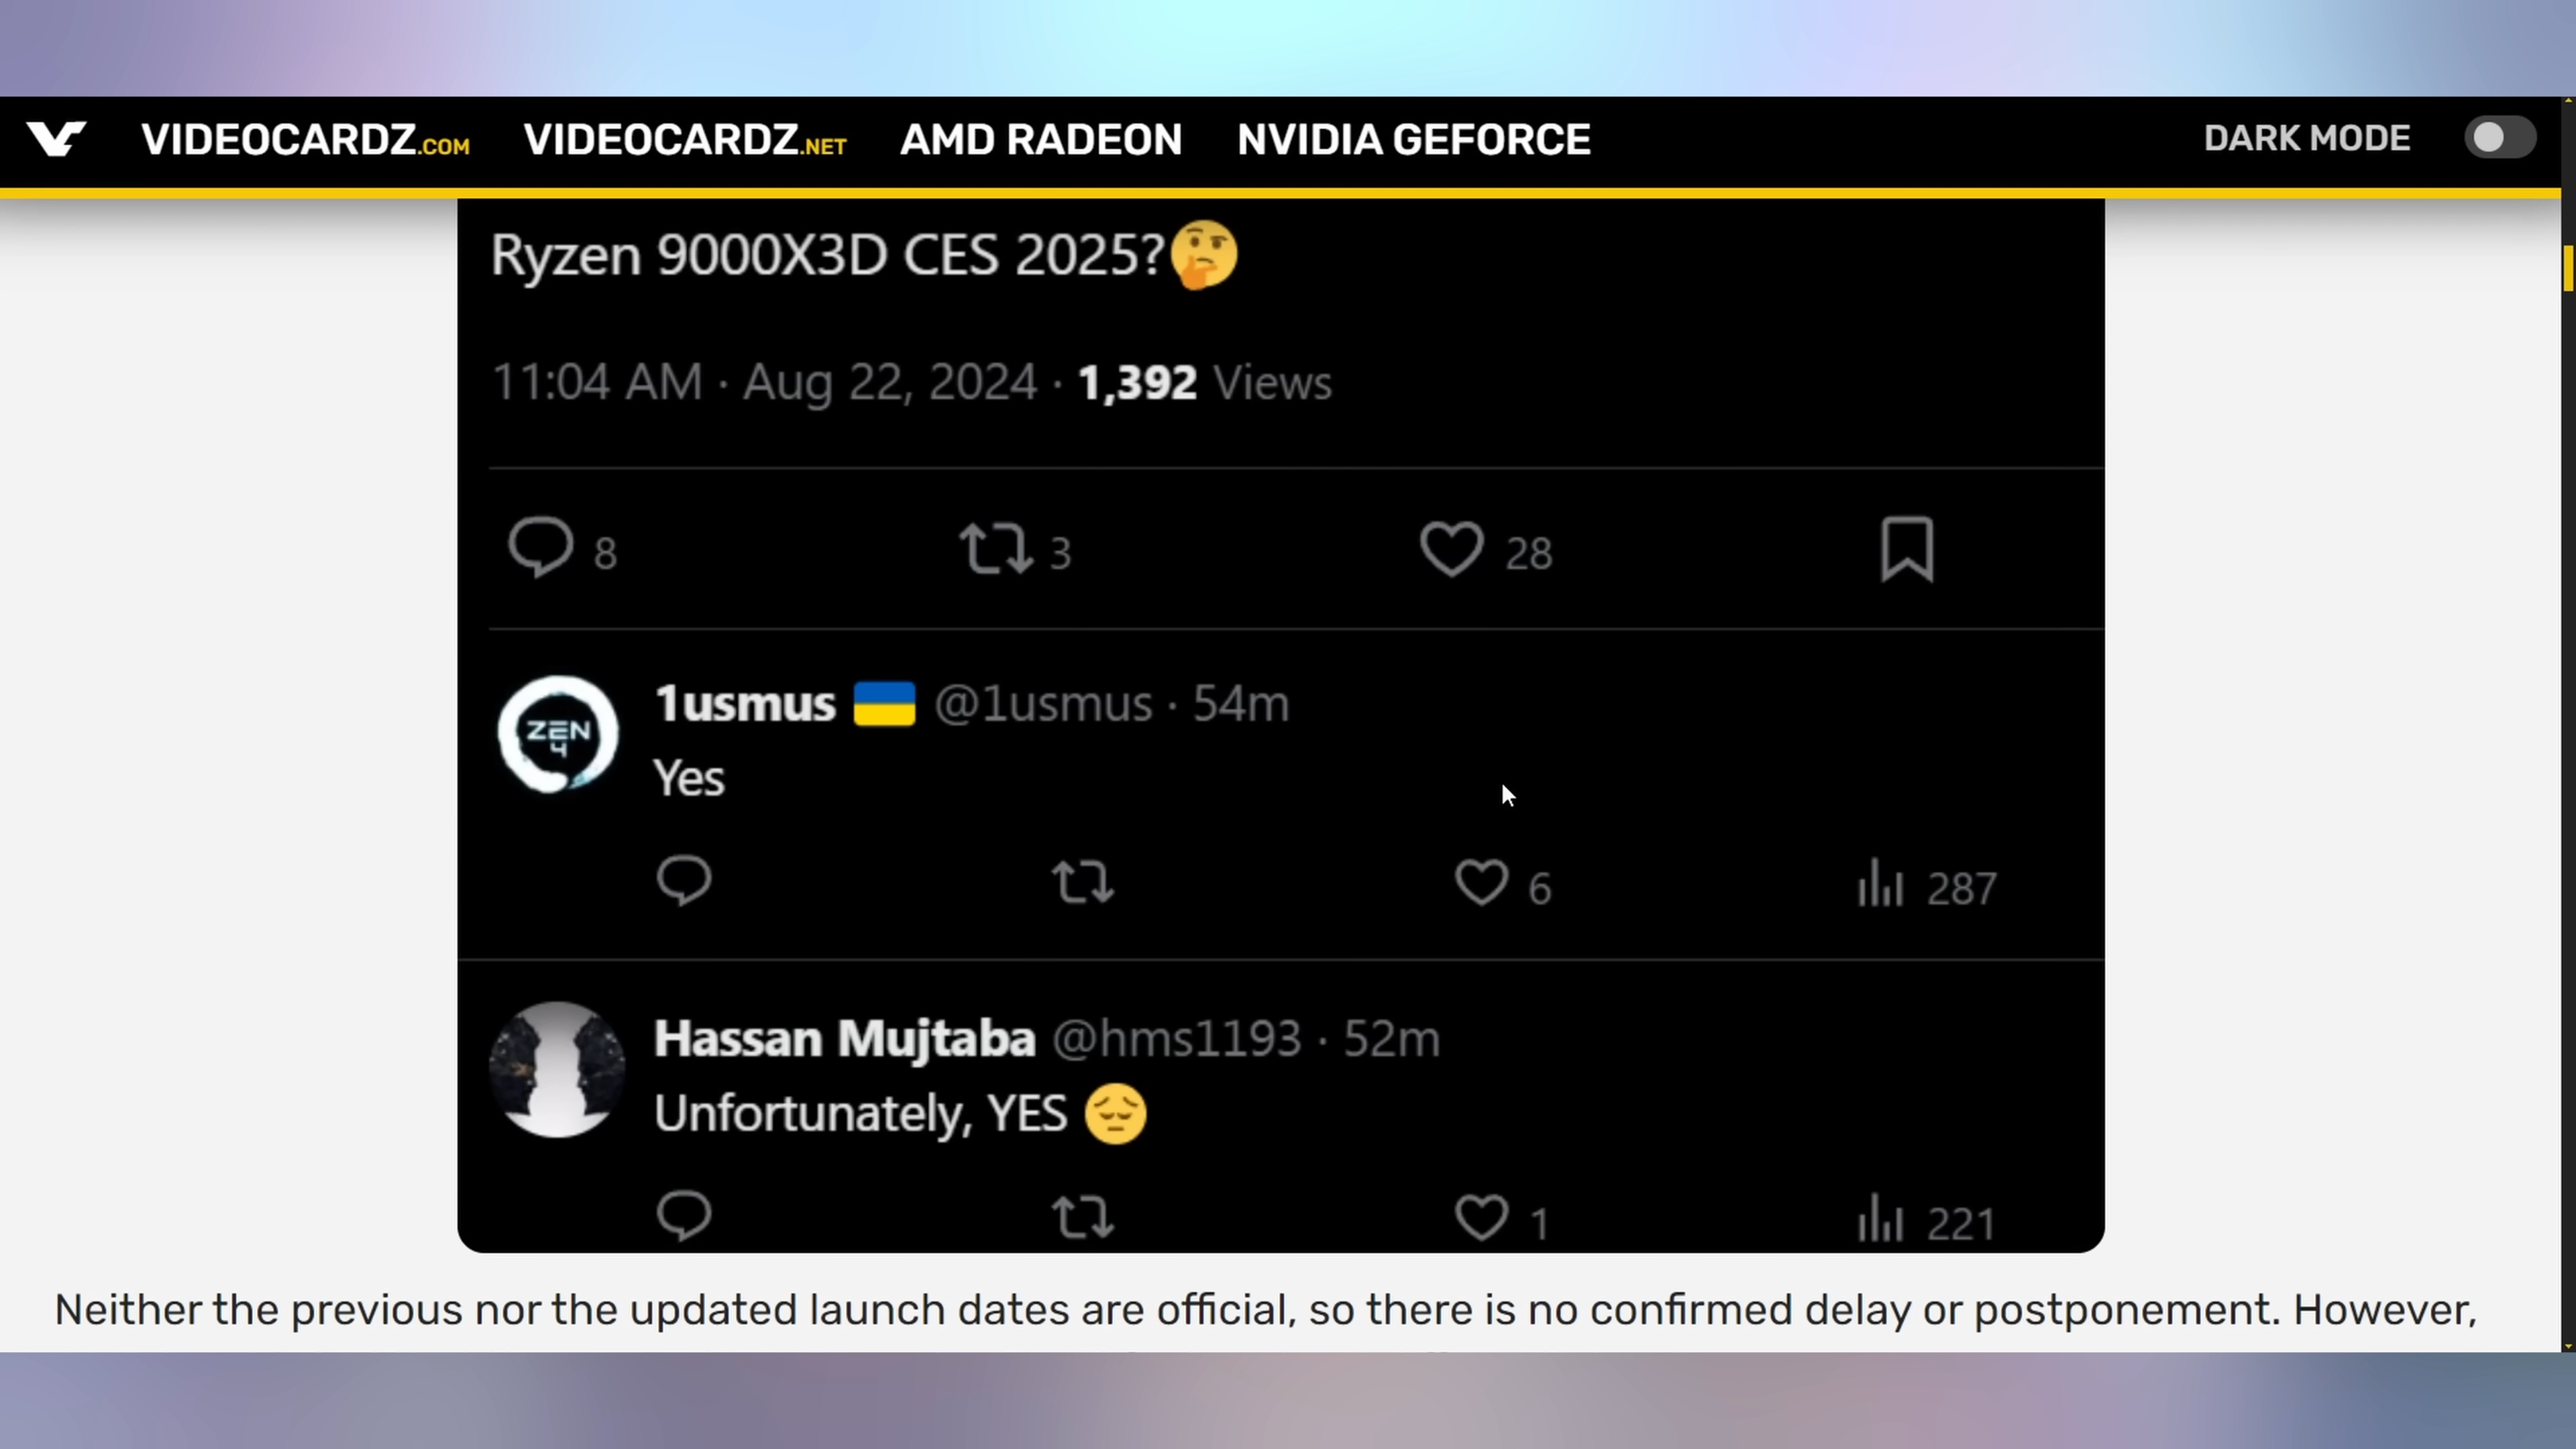 VIDEOCARDZ.COM VIDEOCARDZ.NET AMD RADEON NVIDIA GEFORCE DARK MODE
Ryzen 9000X3D CES 2025?🤔
11:04 AM · Aug 22, 2024 · 1,392 Views
8 3 28
ZEN
4
1usmus 🇺🇦 @1usmus · 54m
Yes
6 287
Hassan Mujtaba @hms1193 · 52m
Unfortunately, YES 😔
1 221
Neither the previous nor the updated launch dates are official, so there is no confirmed delay or postponement. However,